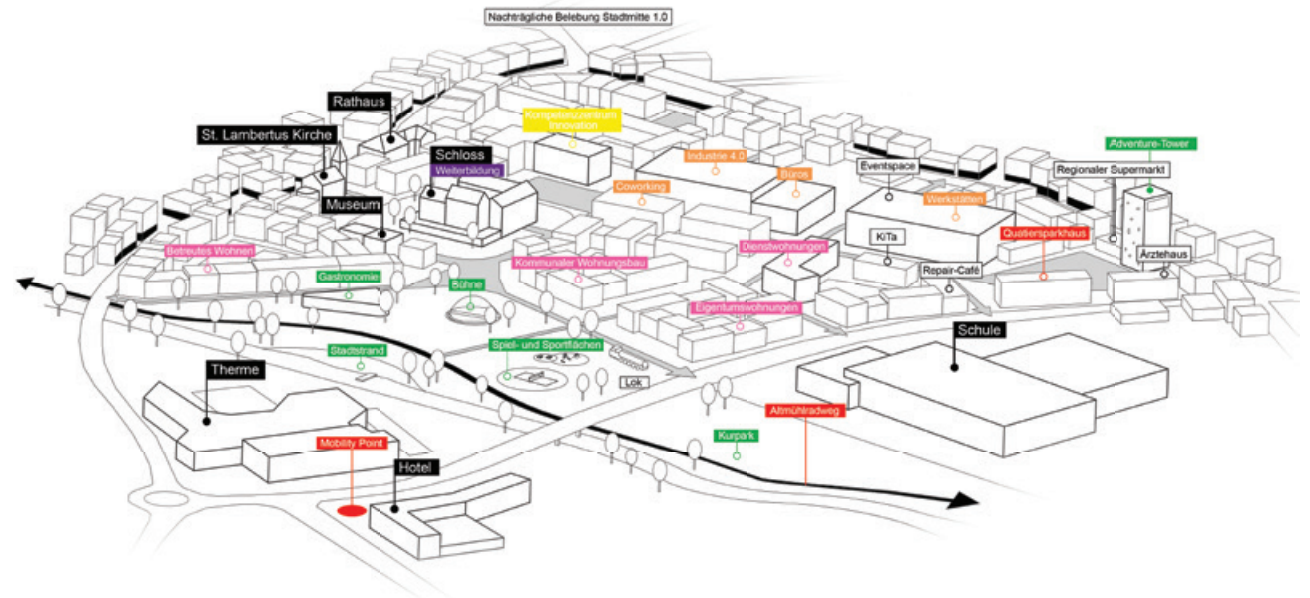 Nachträgliche Belebung Stadtmitte 1.0
Rathaus
St. Lambertus Kirche
Kompetenzzentrum
Innovation
Schloss
Weiterbildung
Industrie 4.0
Büros
Coworking
Eventspace
Adventure-Tower
Regionaler Supermarkt
Werkstätten
Museum
KiTa
Quatiersparkhaus
Betreutes Wohnen
Dienstwohnungen
Ärztehaus
Kommunaler Wohnungsbau
Gastronomie
Repair-Café
Bühne
Eigentumswohnungen
Schule
Spiel- und Sportflächen
Stadtstrand
Lok
Therme
Altmühlradweg
Kurpark
Mobility Point
Hotel